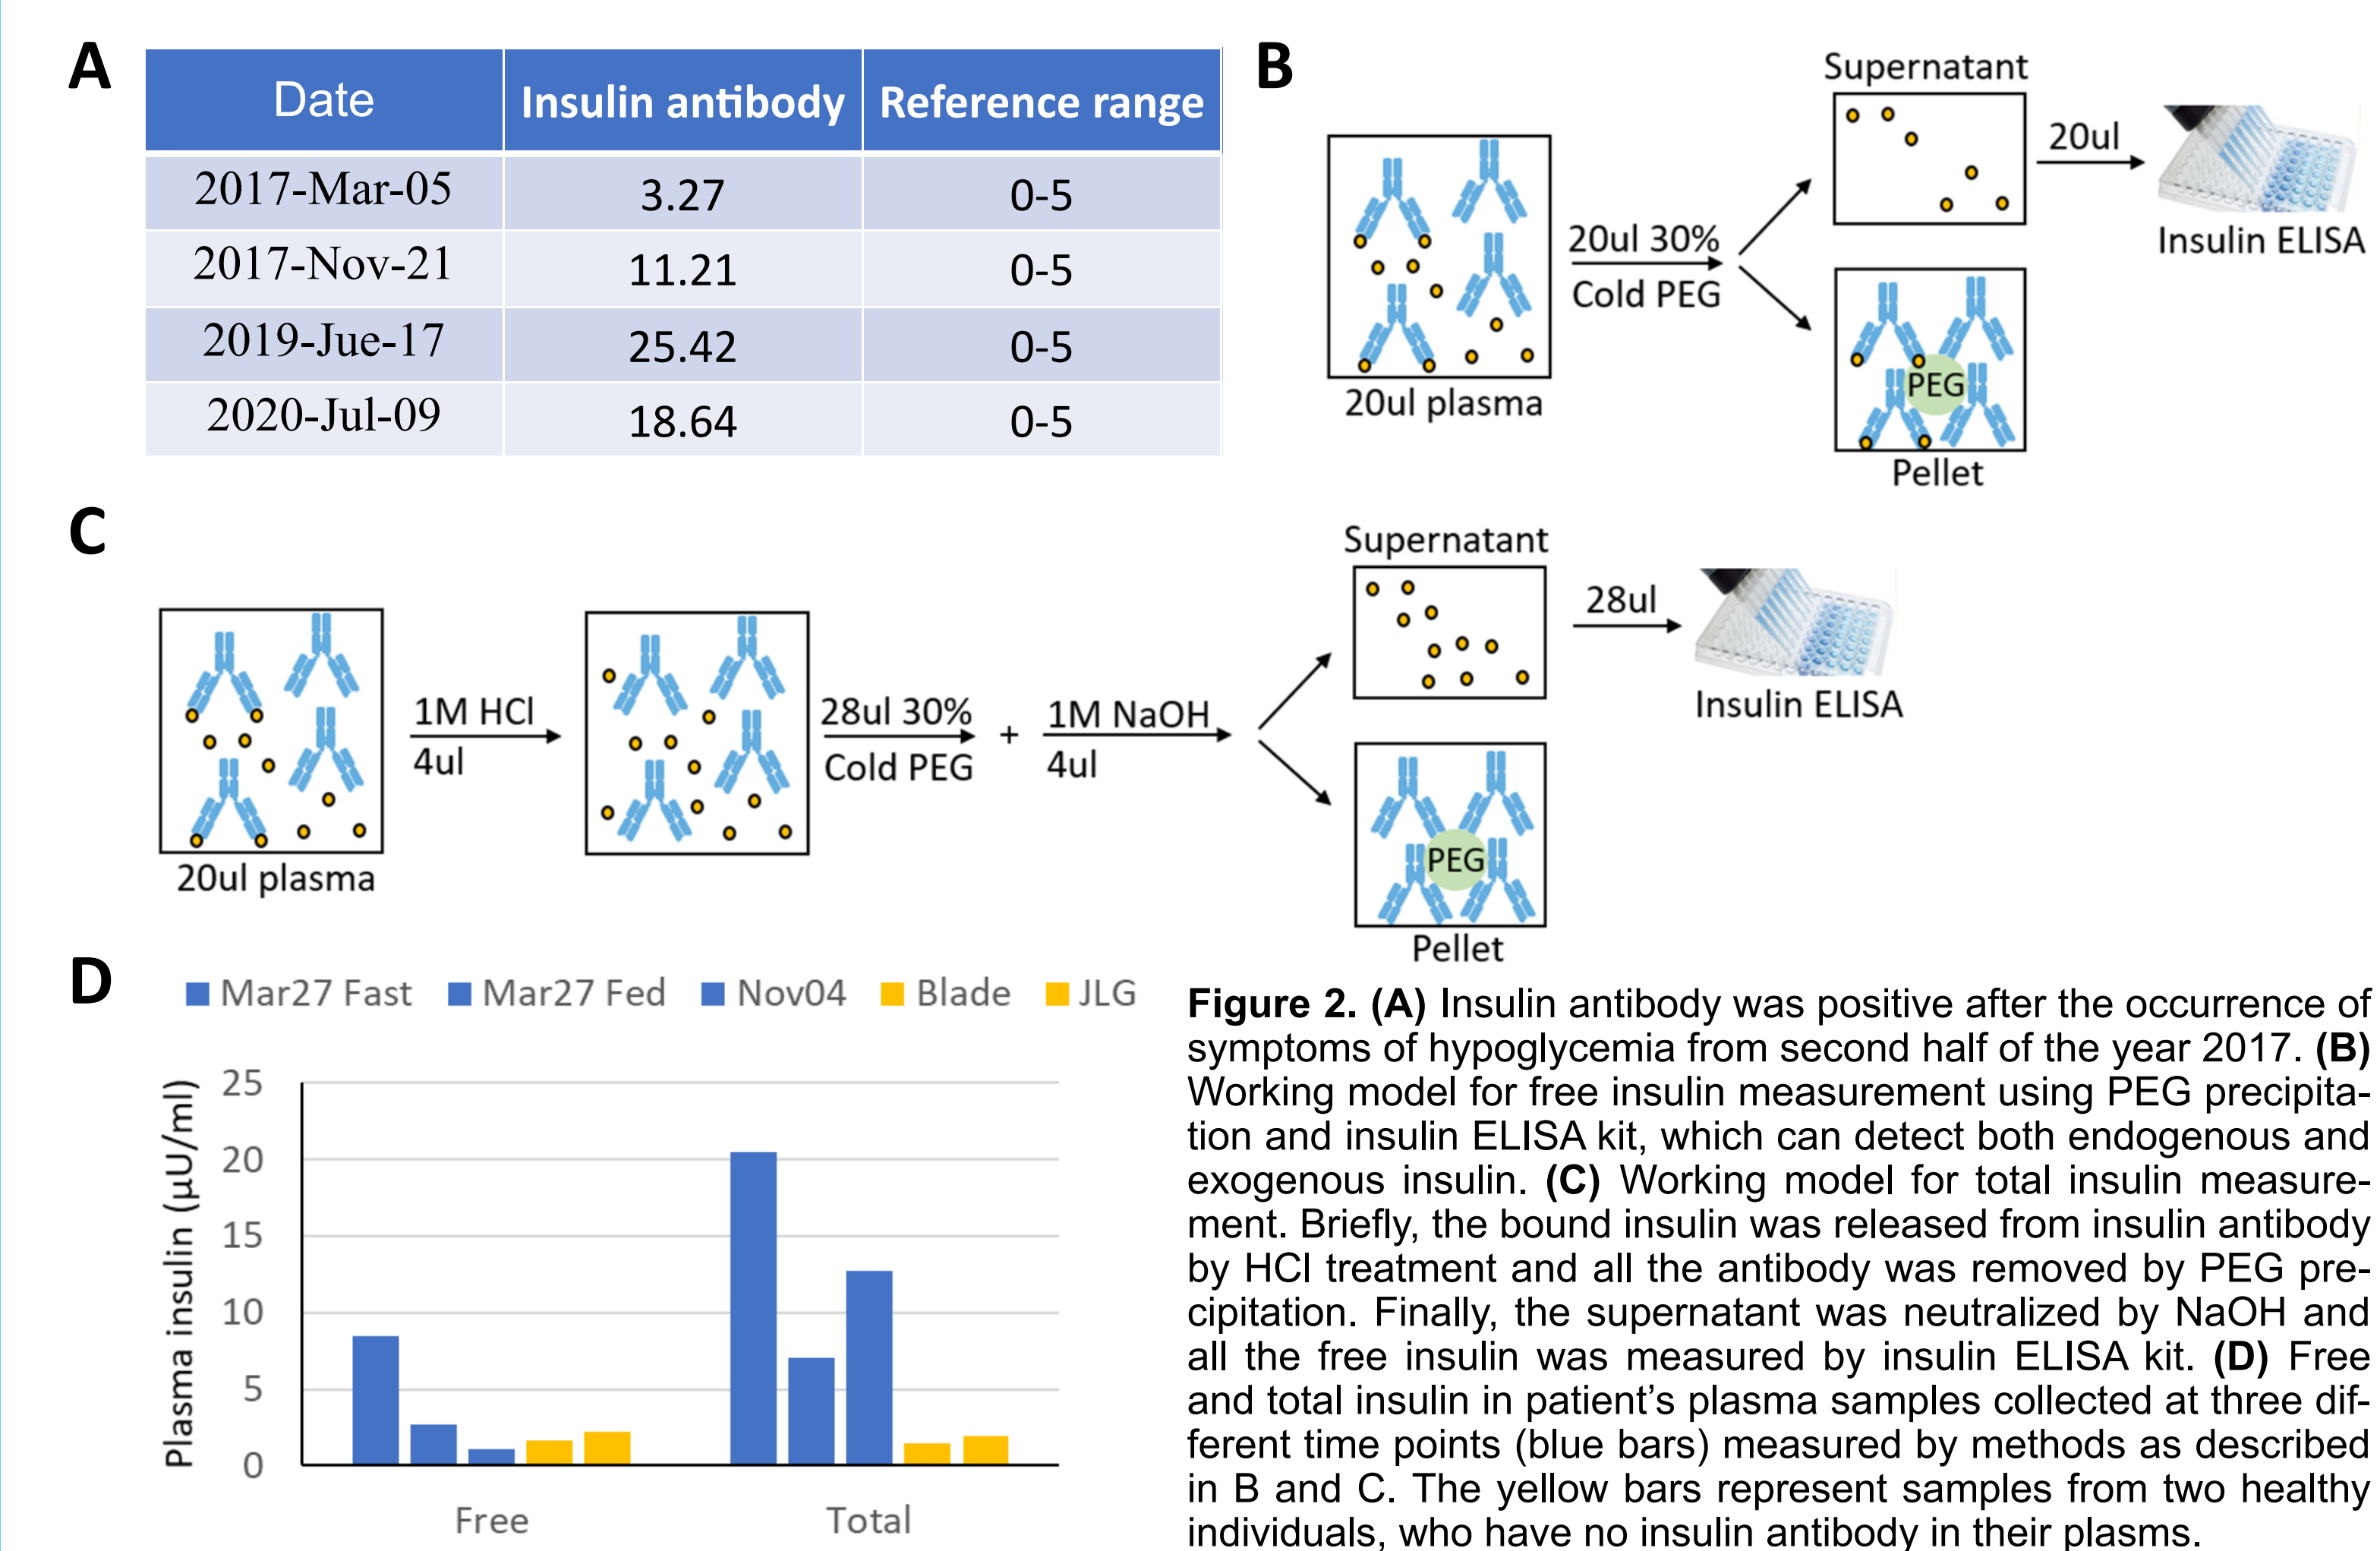 A
Date Insulin antibody Reference range
2017-Mar-05 3.27 0-5
2017-Nov-21 11.21 0-5
2019-Jue-17 25.42 0-5
2020-Jul-09 18.64 0-5
B
20ul plasma
20ul 30%
Cold PEG
Supernatant
20ul
Insulin ELISA
PEG
Pellet
C
20ul plasma
1M HCl
4ul
28ul 30%
Cold PEG
+
1M NaOH
4ul
Supernatant
28ul
Insulin ELISA
PEG
Pellet
D
Mar27 Fast Mar27 Fed Nov04 Blade JLG
Plasma insulin (μU/ml)
25
20
15
10
5
0
Free Total
Figure 2. (A) Insulin antibody was positive after the occurrence of
symptoms of hypoglycemia from second half of the year 2017. (B)
Working model for free insulin measurement using PEG precipita-
tion and insulin ELISA kit, which can detect both endogenous and
exogenous insulin. (C) Working model for total insulin measure-
ment. Briefly, the bound insulin was released from insulin antibody
by HCl treatment and all the antibody was removed by PEG pre-
cipitation. Finally, the supernatant was neutralized by NaOH and
all the free insulin was measured by insulin ELISA kit. (D) Free
and total insulin in patient’s plasma samples collected at three dif-
ferent time points (blue bars) measured by methods as described
in B and C. The yellow bars represent samples from two healthy
individuals, who have no insulin antibody in their plasms.